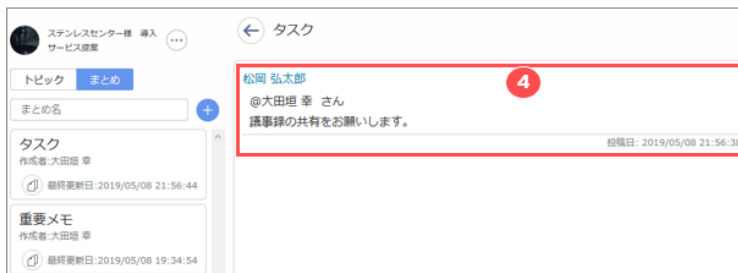 ステンレスセンター様 導入
サービス提案
トピック
まとめ
まとめ名
タスク
作成者:大田垣 幸
最終更新日:2019/05/08 21:56:44
重要メモ
作成者:大田垣 幸
最終更新日:2019/05/08 19:34:54
タスク
松岡 弘太郎
4
@大田垣 幸 さん
議事録の共有をお願いします。
投稿日: 2019/05/08 21:56:38